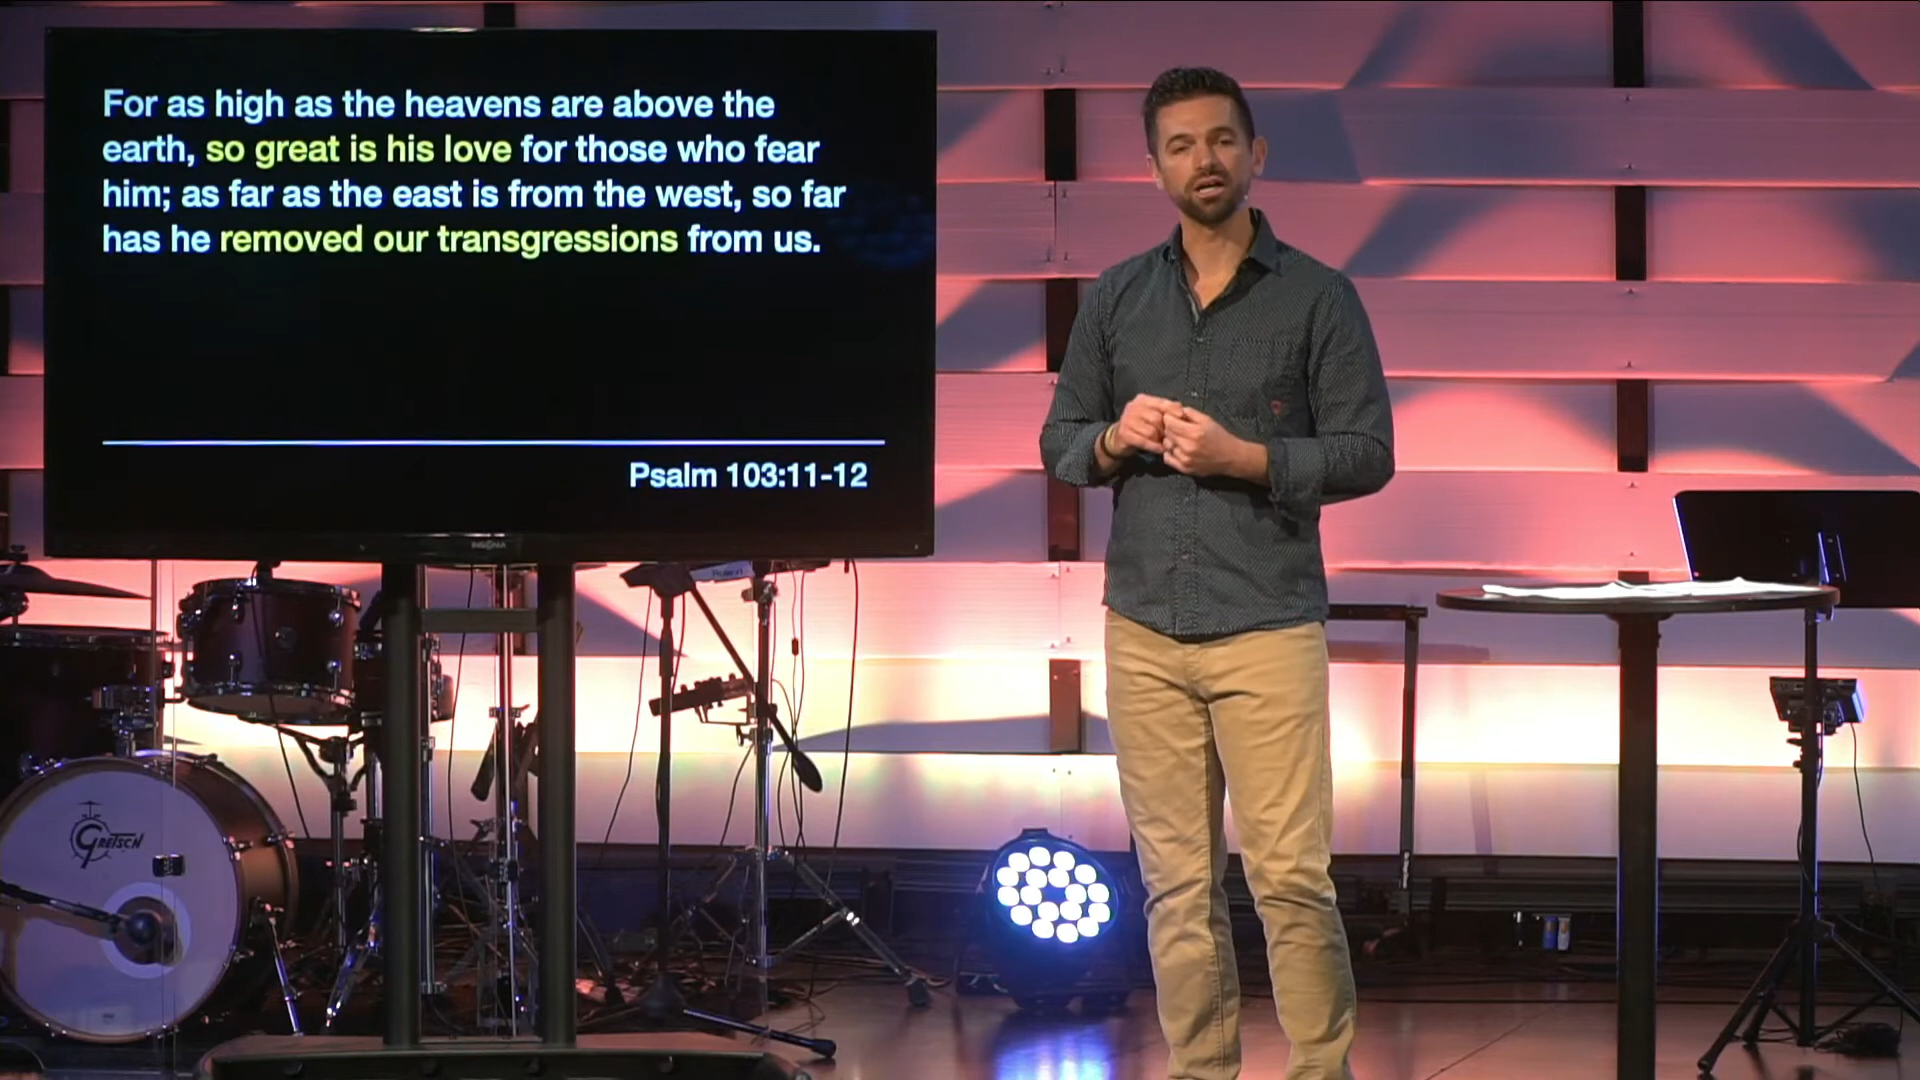 For as high as the heavens are above the
earth, so great is his love for those who fear
him; as far as the east is from the west, so far
has he removed our transgressions from us.
Psalm 103:11-12
INSIGNIA
Roland
GRETSCH